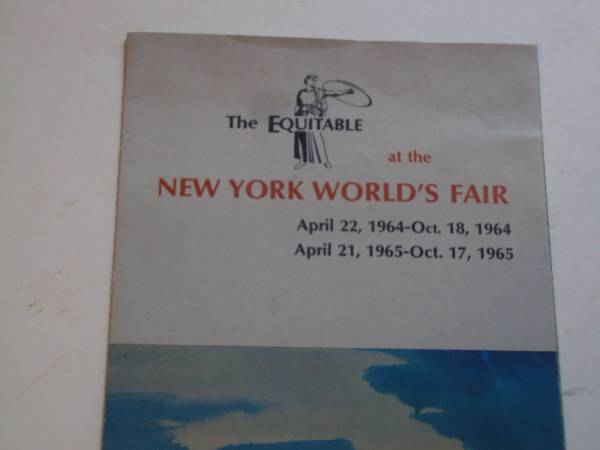 The EQUITABLE
at the
NEW YORK WORLD'S FAIR
April 22, 1964-Oct. 18, 1964
April 21, 1965-Oct. 17, 1965